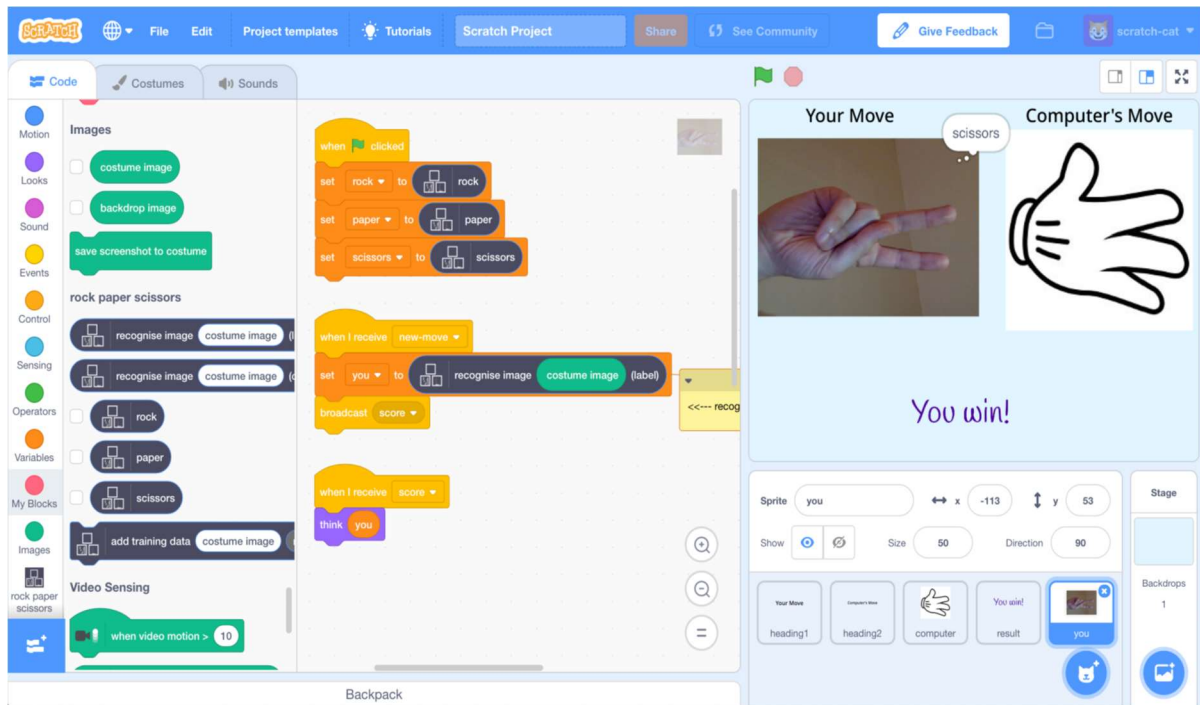 SCRATCH File Edit Project templates Tutorials Scratch Project Share See Community Give Feedback scratch-cat
Code Costumes Sounds
Motion
Looks
Sound
Events
Control
Sensing
Operators
Variables
My Blocks
Images
rock paper
scissors
Images
costume image
backdrop image
save screenshot to costume
rock paper scissors
recognise image costume image
recognise image costume image
rock
paper
scissors
add training data costume image
Video Sensing
when video motion > 10
when clicked
set rock to rock
set paper to paper
set scissors to scissors
when I receive new-move
set you to recognise image costume image (label)
broadcast score
<<--- recog
when I receive score
think you
Backpack
Your Move
Computer's Move
scissors
You win!
Sprite you x -113 y 53
Show Size 50 Direction 90
Your Move
heading1
Computer's Move
heading2
computer
You win!
result
you
Stage
Backdrops
1